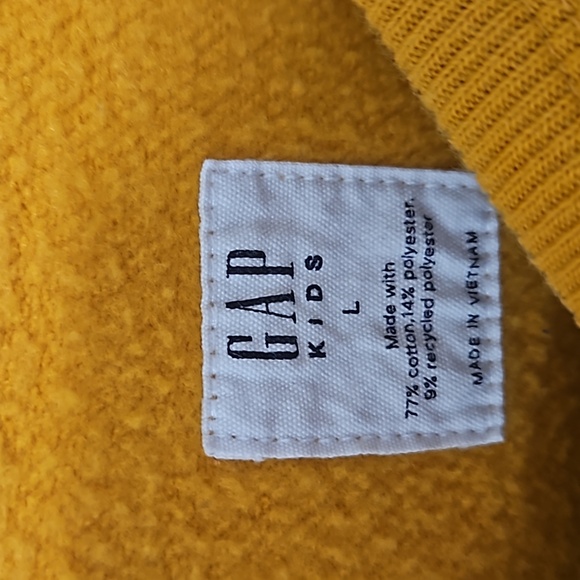 GAP
KIDS
L
Made with
77% cotton,14% polyester,
9% recycled polyester
MADE IN VIETNAM